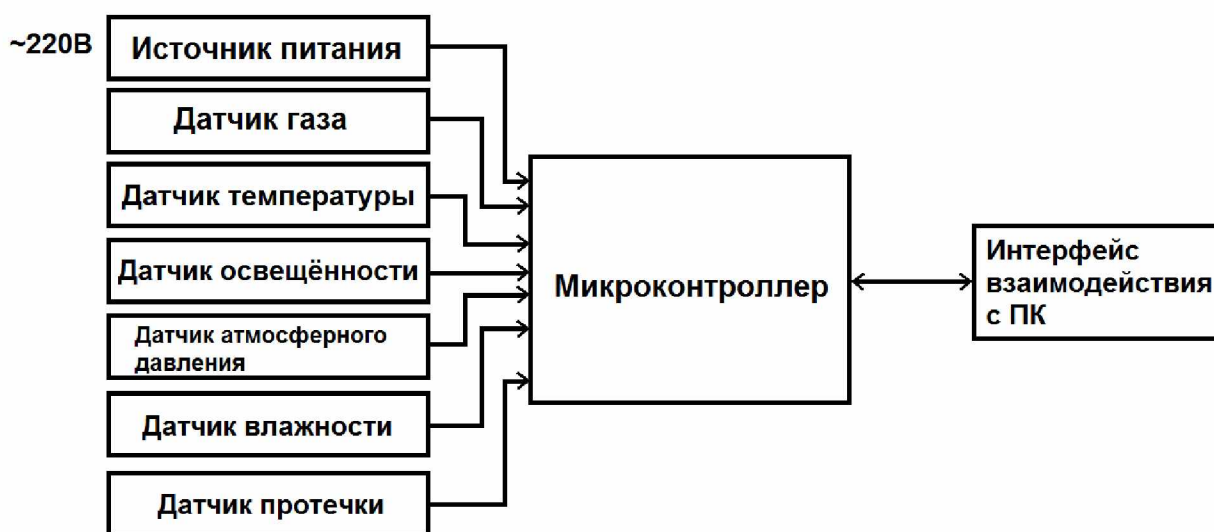 ~220В
Источник питания
Датчик газа
Датчик температуры
Датчик освещённости
Датчик атмосферного
давления
Датчик влажности
Датчик протечки
Микроконтроллер
Интерфейс
взаимодействия
с ПК